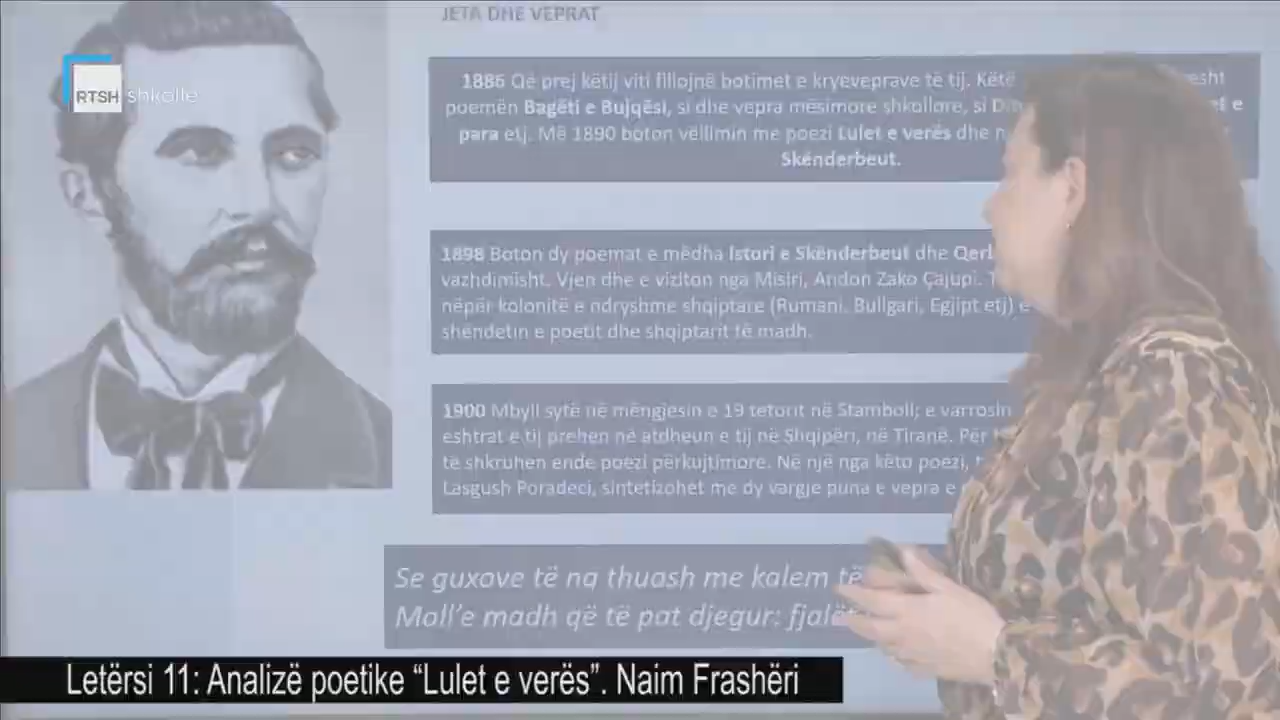 JETA DHE VEPRAT
RTSH shkolle
1886 Që prej këtij viti fillojnë botimet e kryeveprave të tij. Këtë
poemën Bagëti e Bujqësi, si dhe vepra mësimore shkollore, si
para etj. Më 1890 boton vëllimin me poezi Lulet e verës dhe
Skënderbeut.
1898 Boton dy poemat e mëdha Istori e Skënderbeut dhe
vazhdimisht. Vjen dhe e viziton nga Misiri, Andon Zako Çajupi.
nëpër kolonitë e ndryshme shqiptare (Rumani, Bullgari, Egjipt etj) e
shëndetin e poetit dhe shqiptarit të madh.
1900 Mbyll sytë në mëngjesin e 19 tetorit në Stamboll; e varrosin
eshtrat e tij prehen në atdheun e tij në Shqipëri, në Tiranë. Për
të shkruhen ende poezi përkujtimore. Në një nga këto poezi,
Lasgush Poradeci, sintetizohet me dy vargje puna e vepra e
Se guxove të nq thuash me kalem të
Moll'e madh që të pat djegur: fjalët
Letërsi 11: Analizë poetike “Lulet e verës”. Naim Frashëri